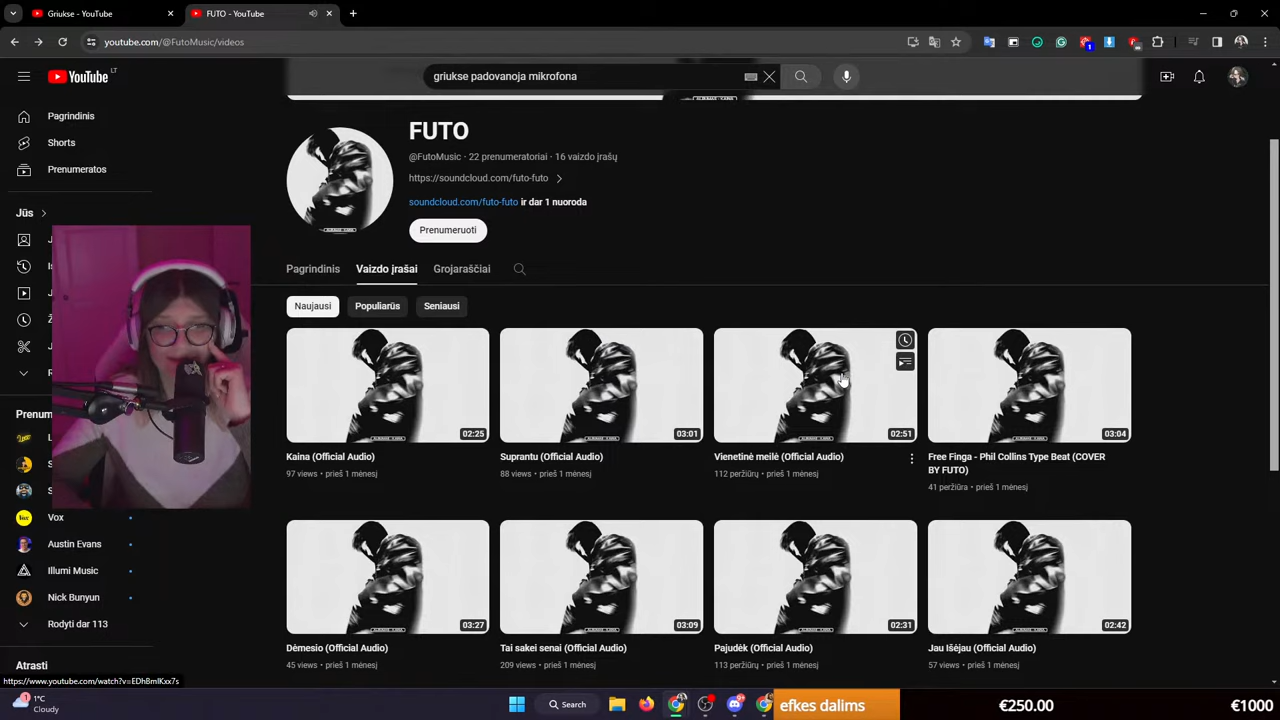 Griukse - YouTube
FUTO - YouTube
youtube.com/@FutoMusic/videos
YouTube LT
griukse padovanoja mikrofona
Pagrindinis
Shorts
Prenumeratos
Jūs
FUTO
@FutoMusic · 22 prenumeratoriai · 16 vaizdo įrašų
https://soundcloud.com/futo-futo
soundcloud.com/futo-futo ir dar 1 nuoroda
Prenumeruoti
Pagrindinis Vaizdo įrašai Grojaraščiai
Naujausi Populiarūs Seniausi
02:25
03:01
02:51
03:04
Kaina (Official Audio)
97 views • prieš 1 mėnesį
Suprantu (Official Audio)
88 views • prieš 1 mėnesį
Vienetinė meilė (Official Audio)
112 peržiūrų • prieš 1 mėnesį
Free Finga - Phil Collins Type Beat (COVER
BY FUTO)
41 peržiūra • prieš 1 mėnesį
Prenum
Vox
Austin Evans
Illumi Music
Nick Bunyun
Rodyti dar 113
Atrasti
03:27
03:09
02:31
02:42
Dėmesio (Official Audio)
45 views • prieš 1 mėnesį
Tai sakei senai (Official Audio)
209 views • prieš 1 mėnesį
Pajudėk (Official Audio)
113 peržiūrų • prieš 1 mėnesį
Jau Išėjau (Official Audio)
57 views • prieš 1 mėnesį
https://www.youtube.com/watch?v=EDhBmlKxx7s
1°C
Cloudy
Search
efkes dalims
€250.00
€1000